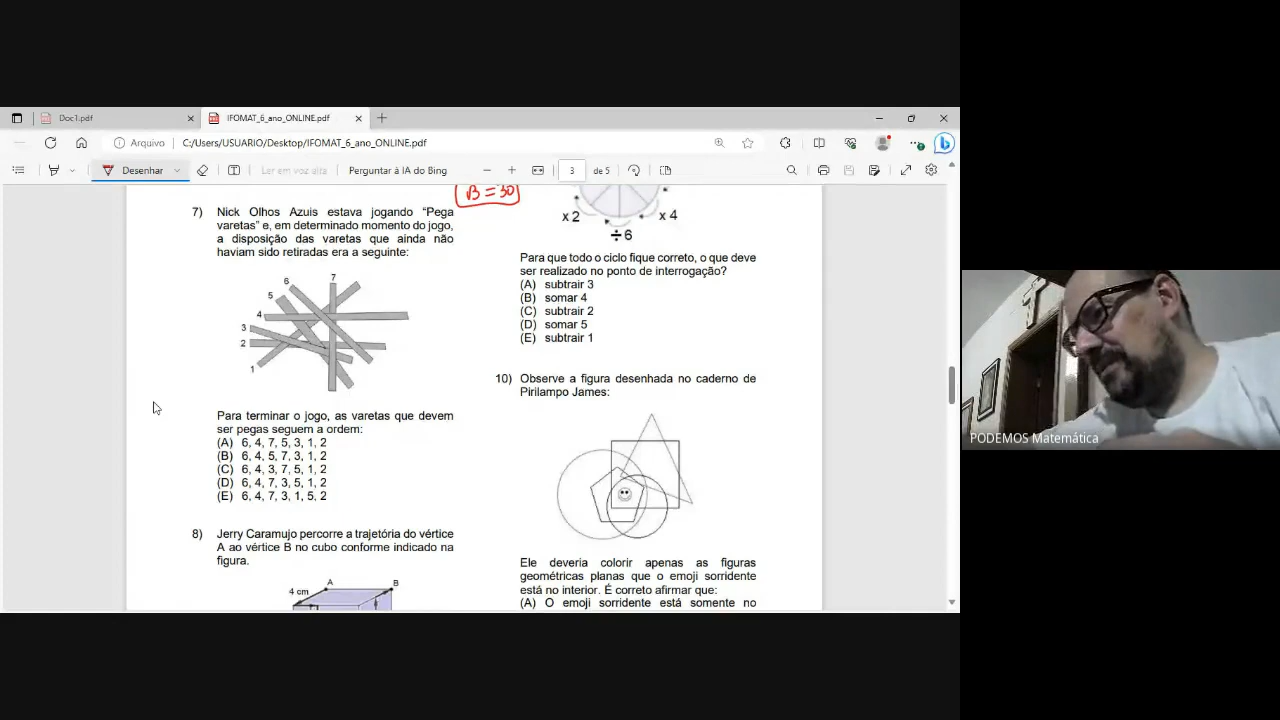 Doc1.pdf
IFOMAT_6_ano_ONLINE.pdf
Arquivo
C:/Users/USUARIO/Desktop/IFOMAT_6_ano_ONLINE.pdf
Desenhar
Ler em voz alta
Perguntar à IA do Bing
3
de 5
B = 30
7) Nick Olhos Azuis estava jogando “Pega
varetas” e, em determinado momento do jogo,
a disposição das varetas que ainda não
haviam sido retiradas era a seguinte:
7
6
5
4
3
2
1
Para terminar o jogo, as varetas que devem
ser pegas seguem a ordem:
(A) 6, 4, 7, 5, 3, 1, 2
(B) 6, 4, 5, 7, 3, 1, 2
(C) 6, 4, 3, 7, 5, 1, 2
(D) 6, 4, 7, 3, 5, 1, 2
(E) 6, 4, 7, 3, 1, 5, 2
8) Jerry Caramujo percorre a trajetória do vértice
A ao vértice B no cubo conforme indicado na
figura.
A
B
4 cm
x 2
x 4
÷ 6
Para que todo o ciclo fique correto, o que deve
ser realizado no ponto de interrogação?
(A) subtrair 3
(B) somar 4
(C) subtrair 2
(D) somar 5
(E) subtrair 1
10) Observe a figura desenhada no caderno de
Pirilampo James:
Ele deveria colorir apenas as figuras
geométricas planas que o emoji sorridente
está no interior. É correto afirmar que:
(A) O emoji sorridente está somente no
PODEMOS Matemática